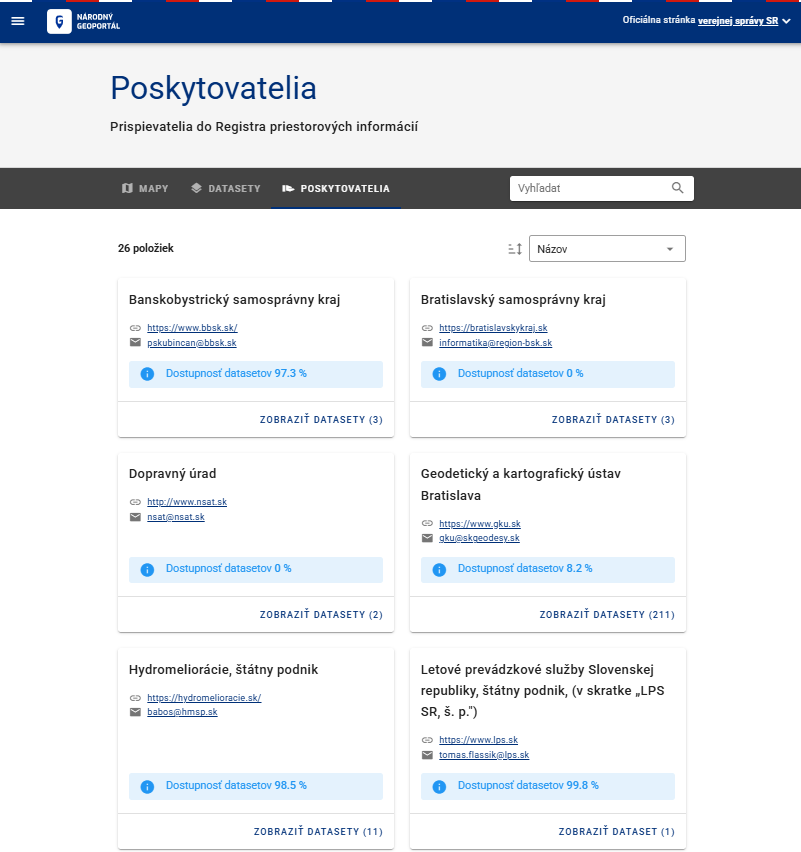 NÁRODNÝ
GEOPORTÁL
Oficiálna stránka verejnej správy SR
Poskytovatelia
Prispievatelia do Registra priestorových informácií
MAPY
DATASETY
POSKYTOVATELIA
Vyhľadat
26 položiek
Názov
Banskobystrický samosprávny kraj
https://www.bbsk.sk/
pskubincan@bbsk.sk
Dostupnosť datasetov 97.3 %
ZOBRAZIŤ DATASETY (3)
Bratislavský samosprávny kraj
https://bratislavskykraj.sk
informatika@region-bsk.sk
Dostupnosť datasetov 0 %
ZOBRAZIŤ DATASETY (3)
Dopravný úrad
http://www.nsat.sk
nsat@nsat.sk
Dostupnosť datasetov 0 %
ZOBRAZIŤ DATASETY (2)
Geodetický a kartografický ústav
Bratislava
https://www.gku.sk
gku@skgeodesy.sk
Dostupnosť datasetov 8.2 %
ZOBRAZIŤ DATASETY (211)
Hydromeliorácie, štátny podnik
https://hydromelioracie.sk/
babos@hmsp.sk
Dostupnosť datasetov 98.5 %
ZOBRAZIŤ DATASETY (11)
Letové prevádzkové služby Slovenskej
republiky, štátny podnik, (v skratke „LPS
SR, š. p.")
https://www.lps.sk
tomas.flassik@lps.sk
Dostupnosť datasetov 99.8 %
ZOBRAZIŤ DATASET (1)